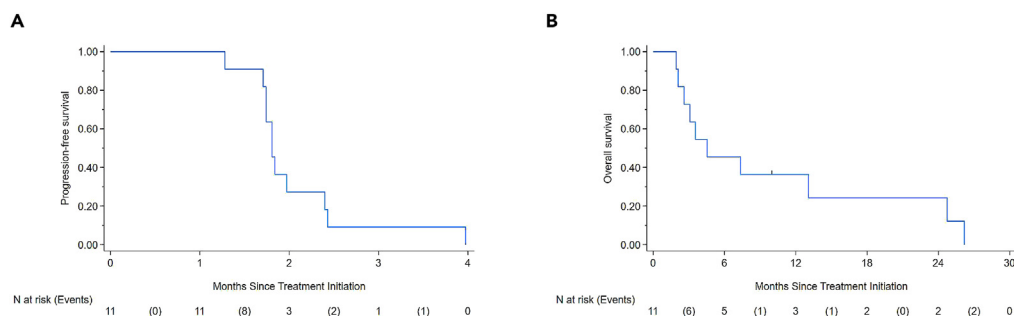 A
1.00
0.80
0.60
0.40
0.20
0.00
Progression-free survival
0 1 2 3 4
Months Since Treatment Initiation
N at risk (Events)
11 (0) 11 (8) 3 (2) 1 (1) 0
B
1.00
0.80
0.60
0.40
0.20
0.00
Overall survival
0 6 12 18 24 30
Months Since Treatment Initiation
N at risk (Events)
11 (6) 5 (1) 3 (1) 2 (0) 2 (2) 0